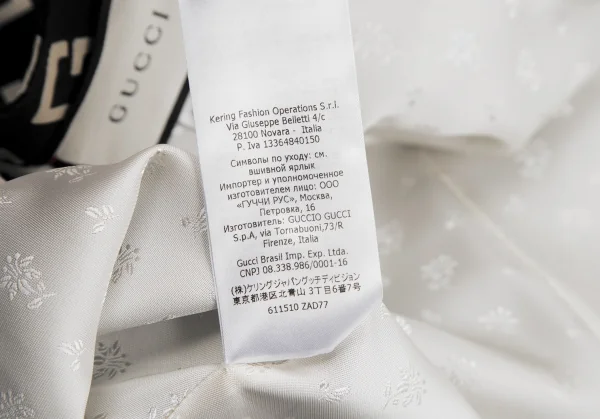 GUCCI
Kering Fashion Operations S.r.l.
Via Giuseppe Belletti 4/c
28100 Novara - Italia
P. Iva 13364840150
Символы по уходу: см.
вшивной ярлык
Импортер и уполномоченное
изготовителем лицо: ООО
«ГУЧЧИ РУС», Москва,
Петровка, 16
Изготовитель: GUCCIO GUCCI
S.p.A, via Tornabuoni,73/R
Firenze, Italia
Gucci Brasil Imp. Exp. Ltda.
CNPJ 08.338.986/0001-16
(株)ケリングジャパングッチディビジョン
東京都港区北青山3丁目6番7号
611510 ZAD77